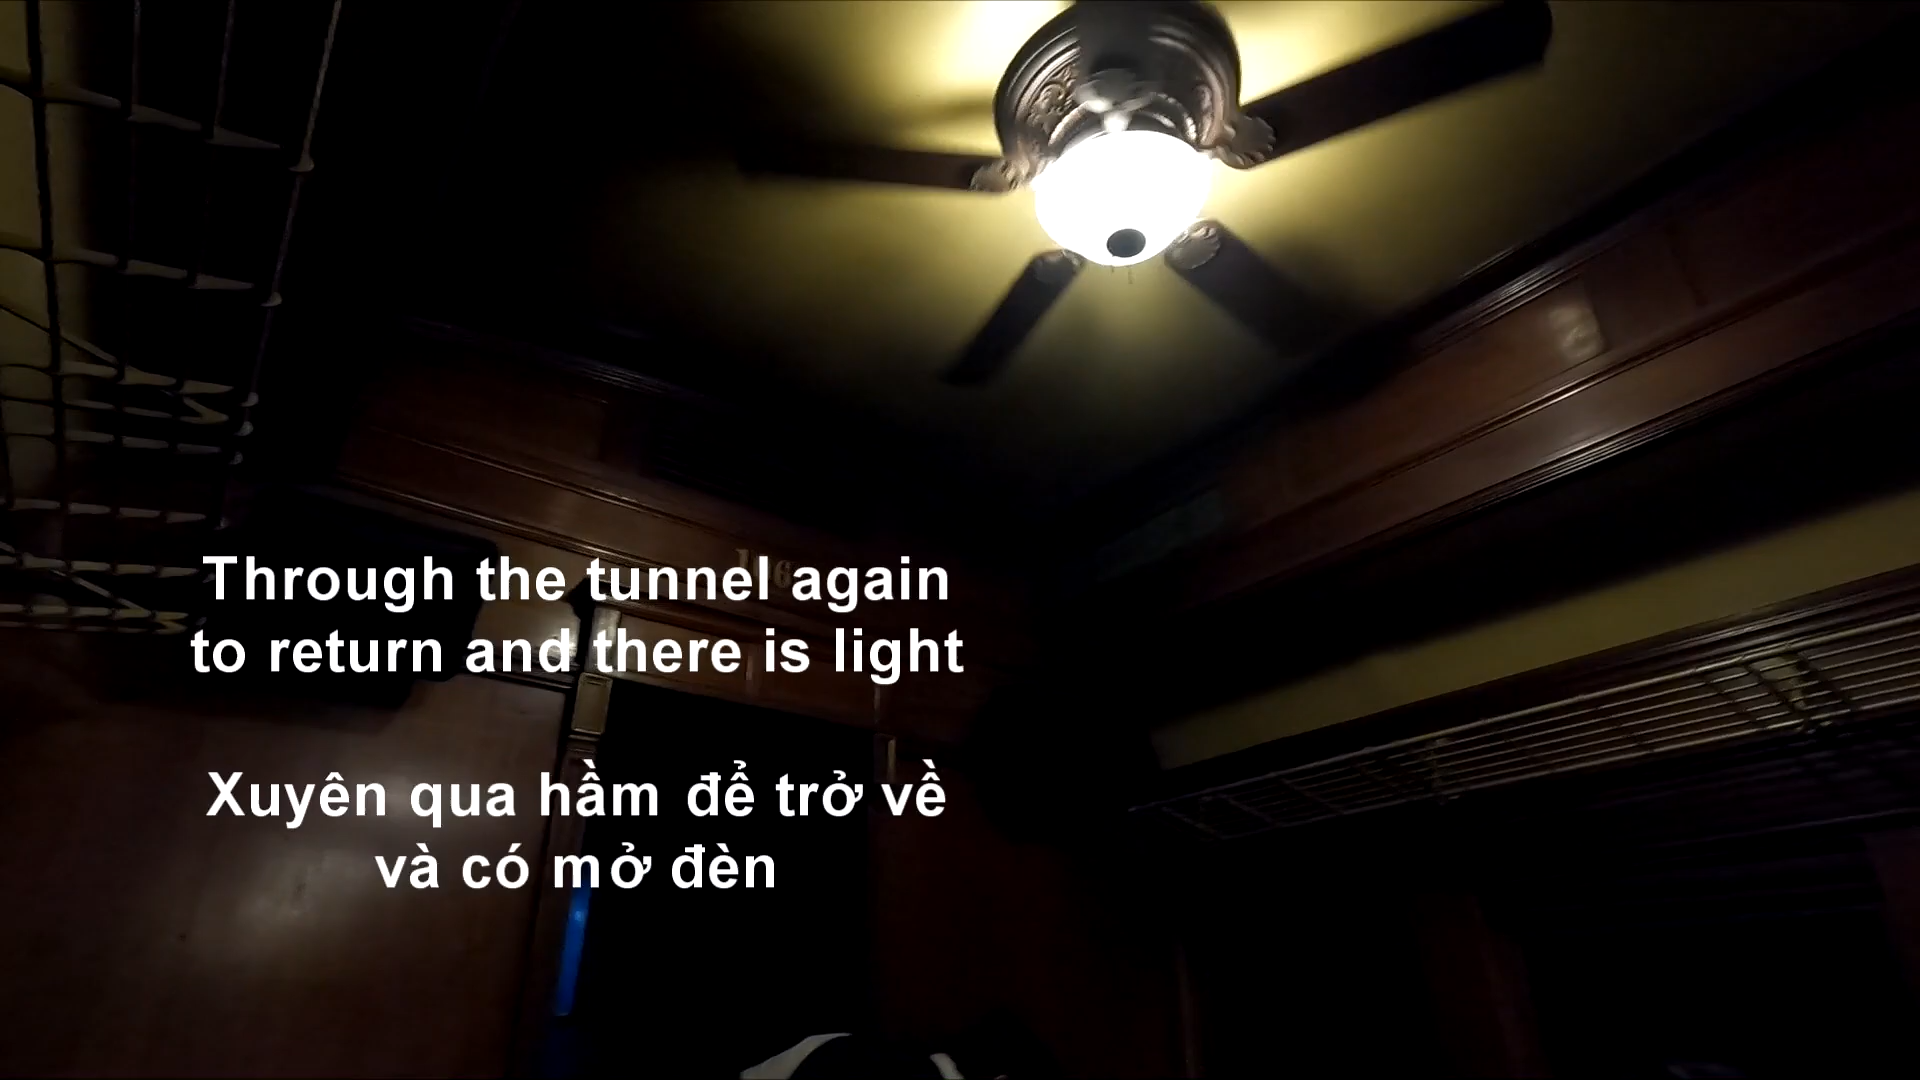 Through the tunnel again
to return and there is light
Xuyên qua hầm để trở về
và có mở đèn